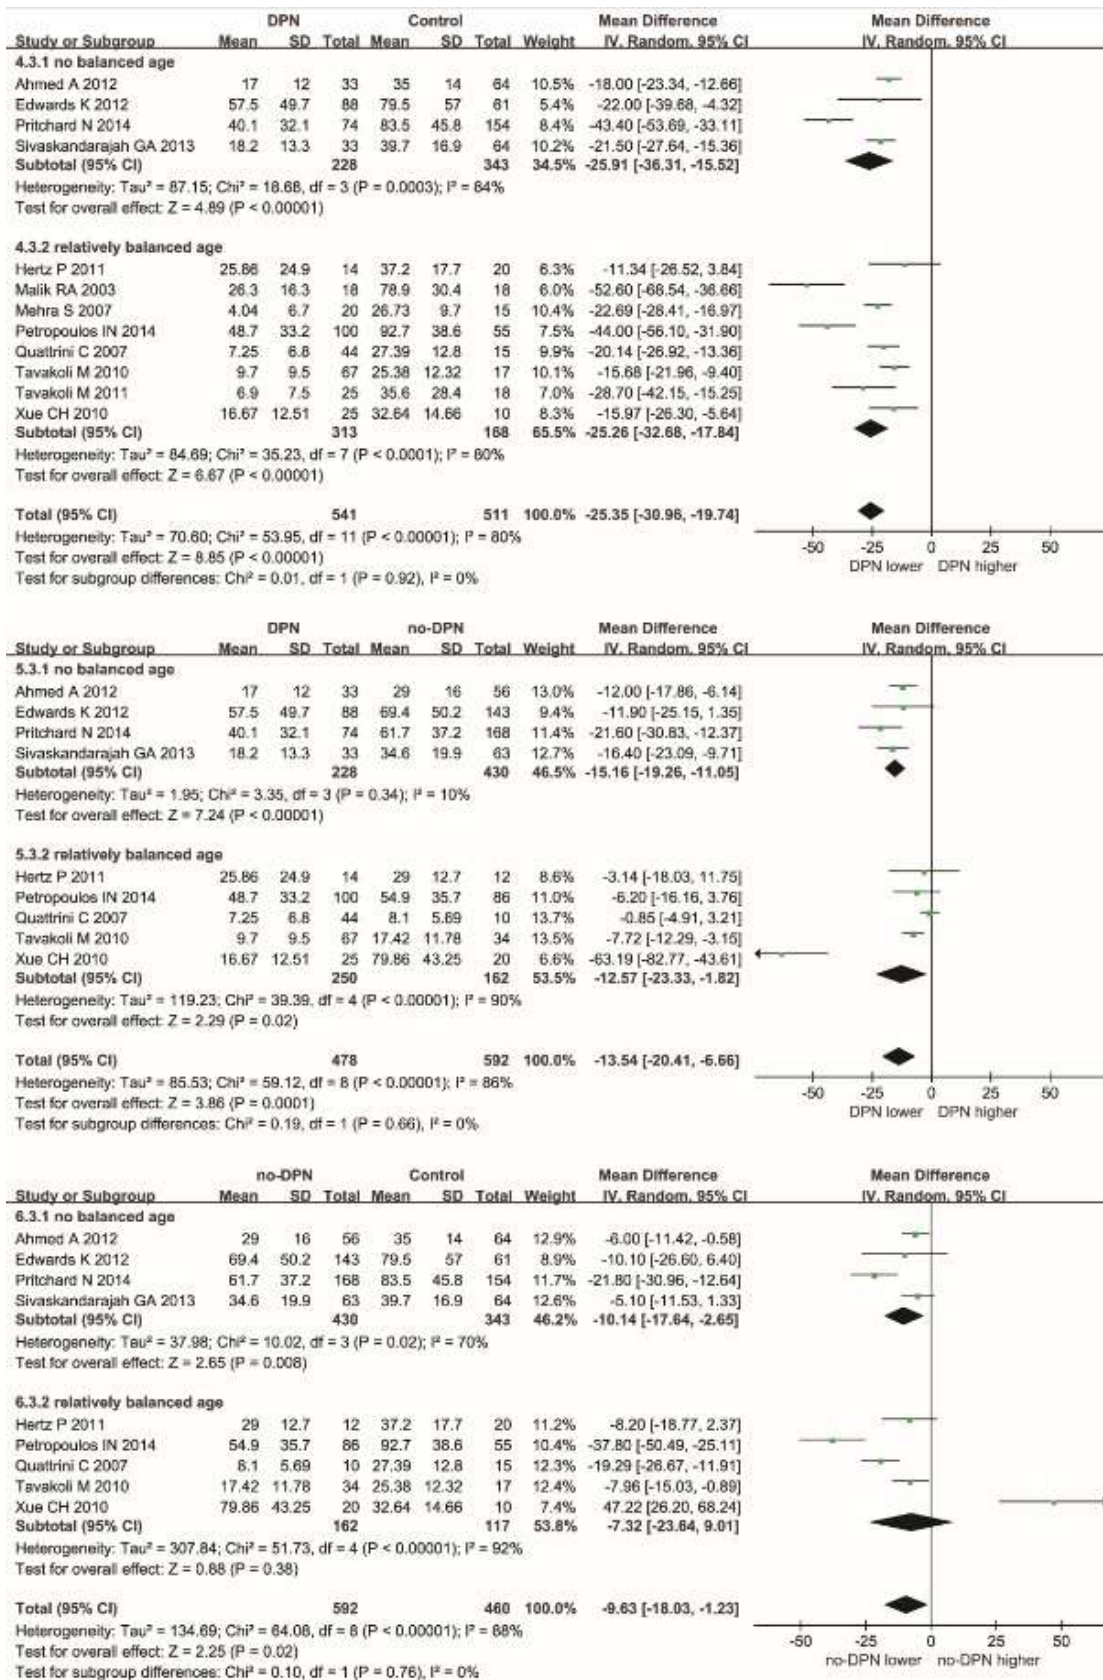 DPN Control Mean Difference Mean Difference
Study or Subgroup Mean SD Total Mean SD Total Weight IV, Random, 95% CI IV, Random, 95% CI
4.3.1 no balanced age
Ahmed A 2012 17 12 33 35 14 64 10.5% -18.00 [-23.34, -12.66]
Edwards K 2012 57.5 49.7 88 79.5 57 61 5.4% -22.00 [-39.68, -4.32]
Pritchard N 2014 40.1 32.1 74 83.5 45.8 154 8.4% -43.40 [-53.69, -33.11]
Sivaskandarajah GA 2013 18.2 13.3 33 39.7 16.9 64 10.2% -21.50 [-27.64, -15.36]
Subtotal (95% CI) 228 343 34.5% -25.91 [-36.31, -15.52]
Heterogeneity: Tau² = 87.15; Chi² = 18.68, df = 3 (P = 0.0003); I² = 84%
Test for overall effect: Z = 4.89 (P < 0.00001)
4.3.2 relatively balanced age
Hertz P 2011 25.86 24.9 14 37.2 17.7 20 6.3% -11.34 [-26.52, 3.84]
Malik RA 2003 26.3 16.3 18 78.9 30.4 18 6.0% -52.60 [-68.54, -36.66]
Mehra S 2007 4.04 6.7 20 26.73 9.7 15 10.4% -22.69 [-28.41, -16.97]
Petropoulos IN 2014 48.7 33.2 100 92.7 38.6 55 7.5% -44.00 [-56.10, -31.90]
Quattrini C 2007 7.25 6.8 44 27.39 12.8 15 9.9% -20.14 [-26.92, -13.36]
Tavakoli M 2010 9.7 9.5 67 25.38 12.32 17 10.1% -15.68 [-21.96, -9.40]
Tavakoli M 2011 6.9 7.5 25 35.6 28.4 18 7.0% -28.70 [-42.15, -15.25]
Xue CH 2010 16.67 12.51 25 32.64 14.66 10 8.3% -15.97 [-26.30, -5.64]
Subtotal (95% CI) 313 168 65.5% -25.26 [-32.68, -17.84]
Heterogeneity: Tau² = 84.69; Chi² = 35.23, df = 7 (P < 0.0001); I² = 80%
Test for overall effect: Z = 6.67 (P < 0.00001)
Total (95% CI) 541 511 100.0% -25.35 [-30.96, -19.74]
Heterogeneity: Tau² = 70.60; Chi² = 53.95, df = 11 (P < 0.00001); I² = 80%
Test for overall effect: Z = 8.85 (P < 0.00001)
Test for subgroup differences: Chi² = 0.01, df = 1 (P = 0.92), I² = 0%
-50 -25 0 25 50
DPN lower DPN higher
DPN no-DPN Mean Difference Mean Difference
Study or Subgroup Mean SD Total Mean SD Total Weight IV, Random, 95% CI IV, Random, 95% CI
5.3.1 no balanced age
Ahmed A 2012 17 12 33 29 16 56 13.0% -12.00 [-17.86, -6.14]
Edwards K 2012 57.5 49.7 88 69.4 50.2 143 9.4% -11.90 [-25.15, 1.35]
Pritchard N 2014 40.1 32.1 74 61.7 37.2 168 11.4% -21.60 [-30.83, -12.37]
Sivaskandarajah GA 2013 18.2 13.3 33 34.6 19.9 63 12.7% -16.40 [-23.09, -9.71]
Subtotal (95% CI) 228 430 46.5% -15.16 [-19.26, -11.05]
Heterogeneity: Tau² = 1.95; Chi² = 3.35, df = 3 (P = 0.34); I² = 10%
Test for overall effect: Z = 7.24 (P < 0.00001)
5.3.2 relatively balanced age
Hertz P 2011 25.86 24.9 14 29 12.7 12 8.6% -3.14 [-18.03, 11.75]
Petropoulos IN 2014 48.7 33.2 100 54.9 35.7 86 11.0% -6.20 [-16.16, 3.76]
Quattrini C 2007 7.25 6.8 44 8.1 5.69 10 13.7% -0.85 [-4.91, 3.21]
Tavakoli M 2010 9.7 9.5 67 17.42 11.78 34 13.5% -7.72 [-12.29, -3.15]
Xue CH 2010 16.67 12.51 25 79.86 43.25 20 6.6% -63.19 [-82.77, -43.61]
Subtotal (95% CI) 250 162 53.5% -12.57 [-23.33, -1.82]
Heterogeneity: Tau² = 119.23; Chi² = 39.39, df = 4 (P < 0.00001); I² = 90%
Test for overall effect: Z = 2.29 (P = 0.02)
Total (95% CI) 478 592 100.0% -13.54 [-20.41, -6.66]
Heterogeneity: Tau² = 85.53; Chi² = 59.12, df = 8 (P < 0.00001); I² = 86%
Test for overall effect: Z = 3.86 (P = 0.0001)
Test for subgroup differences: Chi² = 0.19, df = 1 (P = 0.66), I² = 0%
-50 -25 0 25 50
DPN lower DPN higher
no-DPN Control Mean Difference Mean Difference
Study or Subgroup Mean SD Total Mean SD Total Weight IV, Random, 95% CI IV, Random, 95% CI
6.3.1 no balanced age
Ahmed A 2012 29 16 56 35 14 64 12.9% -6.00 [-11.42, -0.58]
Edwards K 2012 69.4 50.2 143 79.5 57 61 8.9% -10.10 [-26.60, 6.40]
Pritchard N 2014 61.7 37.2 168 83.5 45.8 154 11.7% -21.80 [-30.96, -12.64]
Sivaskandarajah GA 2013 34.6 19.9 63 39.7 16.9 64 12.6% -5.10 [-11.53, 1.33]
Subtotal (95% CI) 430 343 46.2% -10.14 [-17.64, -2.65]
Heterogeneity: Tau² = 37.98; Chi² = 10.02, df = 3 (P = 0.02); I² = 70%
Test for overall effect: Z = 2.65 (P = 0.008)
6.3.2 relatively balanced age
Hertz P 2011 29 12.7 12 37.2 17.7 20 11.2% -8.20 [-18.77, 2.37]
Petropoulos IN 2014 54.9 35.7 86 92.7 38.6 55 10.4% -37.80 [-50.49, -25.11]
Quattrini C 2007 8.1 5.69 10 27.39 12.8 15 12.3% -19.29 [-26.67, -11.91]
Tavakoli M 2010 17.42 11.78 34 25.38 12.32 17 12.4% -7.96 [-15.03, -0.89]
Xue CH 2010 79.86 43.25 20 32.64 14.66 10 7.4% 47.22 [26.20, 68.24]
Subtotal (95% CI) 162 117 53.8% -7.32 [-23.64, 9.01]
Heterogeneity: Tau² = 307.84; Chi² = 51.73, df = 4 (P < 0.00001); I² = 92%
Test for overall effect: Z = 0.88 (P = 0.38)
Total (95% CI) 592 460 100.0% -9.63 [-18.03, -1.23]
Heterogeneity: Tau² = 134.69; Chi² = 64.08, df = 8 (P < 0.00001); I² = 88%
Test for overall effect: Z = 2.25 (P = 0.02)
Test for subgroup differences: Chi² = 0.10, df = 1 (P = 0.76), I² = 0%
-50 -25 0 25 50
no-DPN lower no-DPN higher